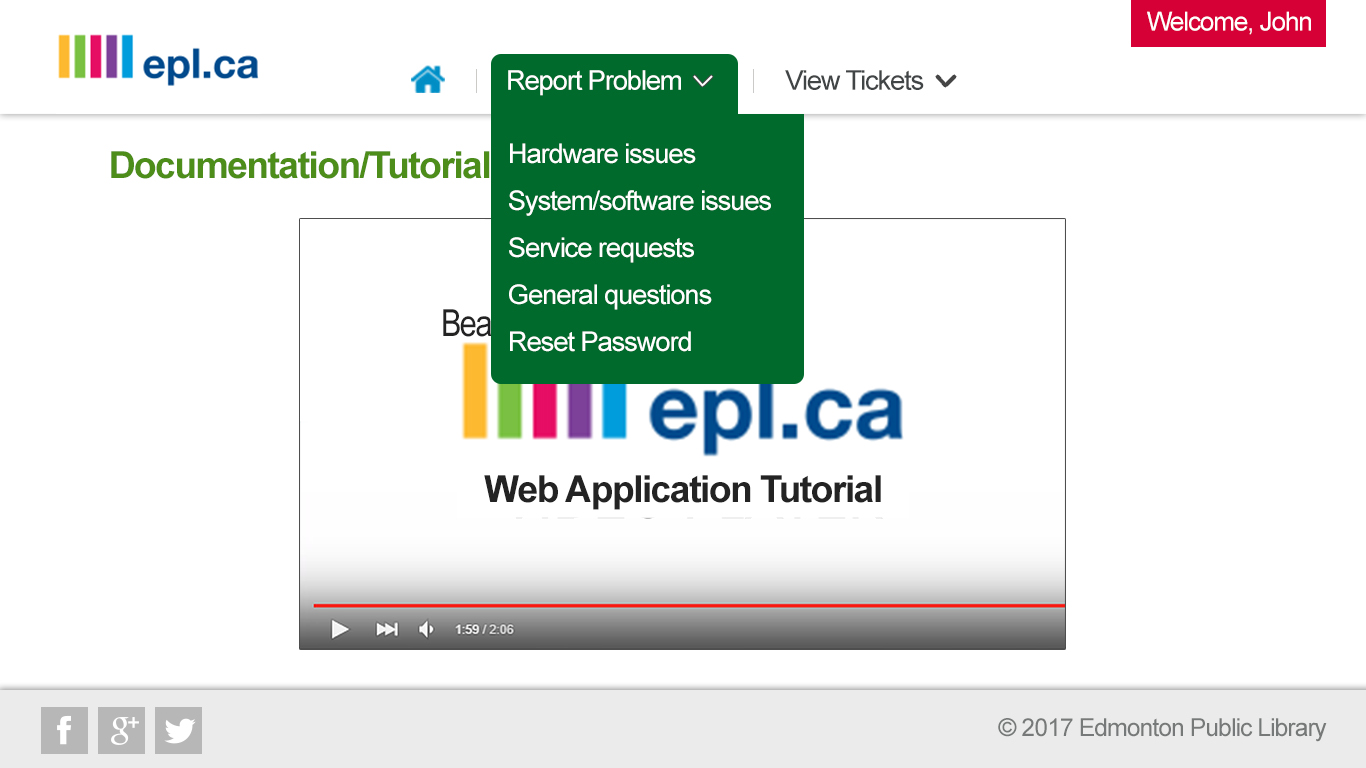 Welcome, John
epl.ca
Report Problem
View Tickets
Hardware issues
System/software issues
Service requests
General questions
Reset Password
Documentation/Tutorial
Bea
epl.ca
Web Application Tutorial
1:59 / 2:06
f
g+
© 2017 Edmonton Public Library